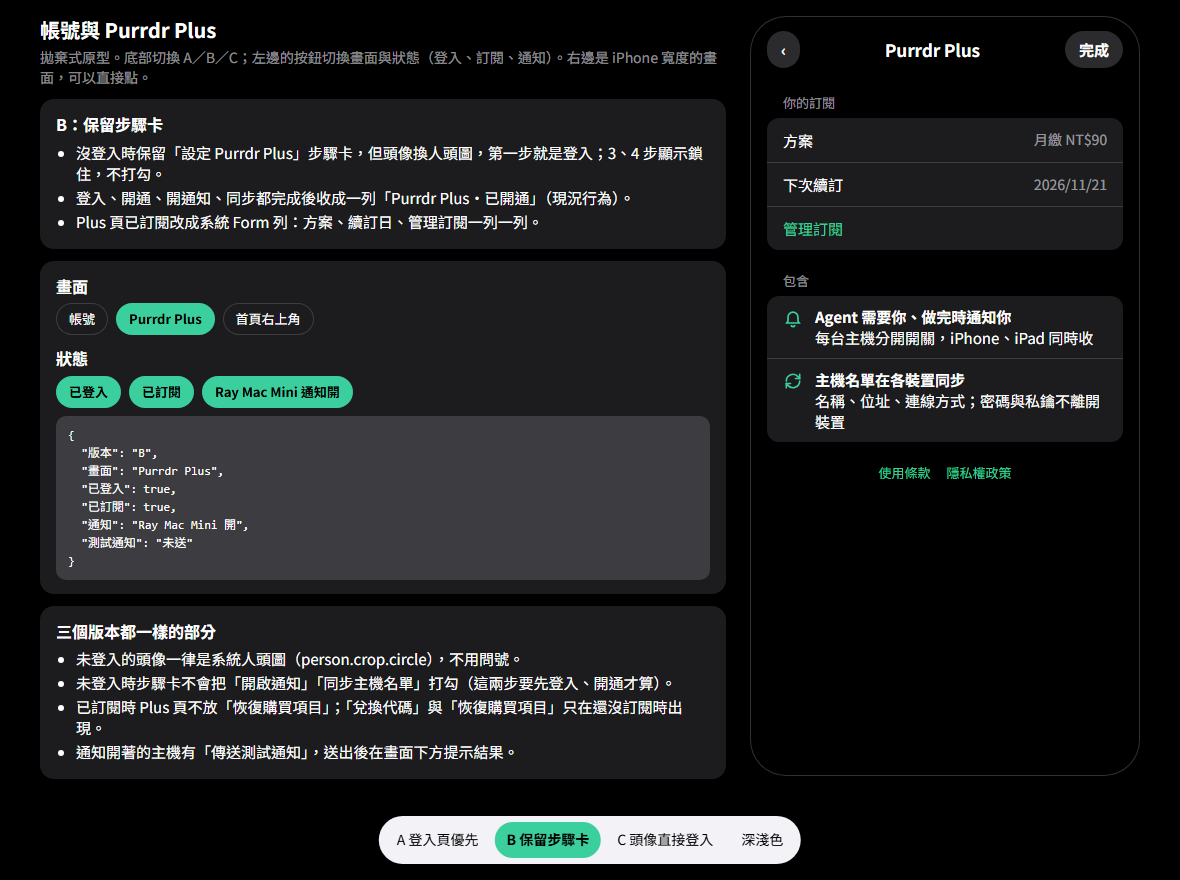 帳號與 Purrdr Plus
拋棄式原型。底部切換 A／B／C；左邊的按鈕切換畫面與狀態（登入、訂閱、通知）。右邊是 iPhone 寬度的畫
面，可以直接點。
B：保留步驟卡
沒登入時保留「設定 Purrdr Plus」步驟卡，但頭像換人頭圖，第一步就是登入；3、4 步顯示鎖
住，不打勾。
登入、開通、開通知、同步都完成後收成一列「Purrdr Plus・已開通」（現況行為）。
Plus 頁已訂閱改成系統 Form 列：方案、續訂日、管理訂閱一列一列。
畫面
帳號
Purrdr Plus
首頁右上角
狀態
已登入
已訂閱
Ray Mac Mini 通知開
{
"版本": "B",
"畫面": "Purrdr Plus",
"已登入": true,
"已訂閱": true,
"通知": "Ray Mac Mini 開",
"測試通知": "未送"
}
三個版本都一樣的部分
未登入的頭像一律是系統人頭圖（person.crop.circle），不用問號。
未登入時步驟卡不會把「開啟通知」「同步主機名單」打勾（這兩步要先登入、開通才算）。
已訂閱時 Plus 頁不放「恢復購買項目」；「兌換代碼」與「恢復購買項目」只在還沒訂閱時出
現。
通知開著的主機有「傳送測試通知」，送出後在畫面下方提示結果。
‹
Purrdr Plus
完成
你的訂閱
方案
月繳 NT$90
下次續訂
2026/11/21
管理訂閱
包含
Agent 需要你、做完時通知你
每台主機分開開關，iPhone、iPad 同時收
主機名單在各裝置同步
名稱、位址、連線方式；密碼與私鑰不離開
裝置
使用條款
隱私權政策
A 登入頁優先
B 保留步驟卡
C 頭像直接登入
深淺色